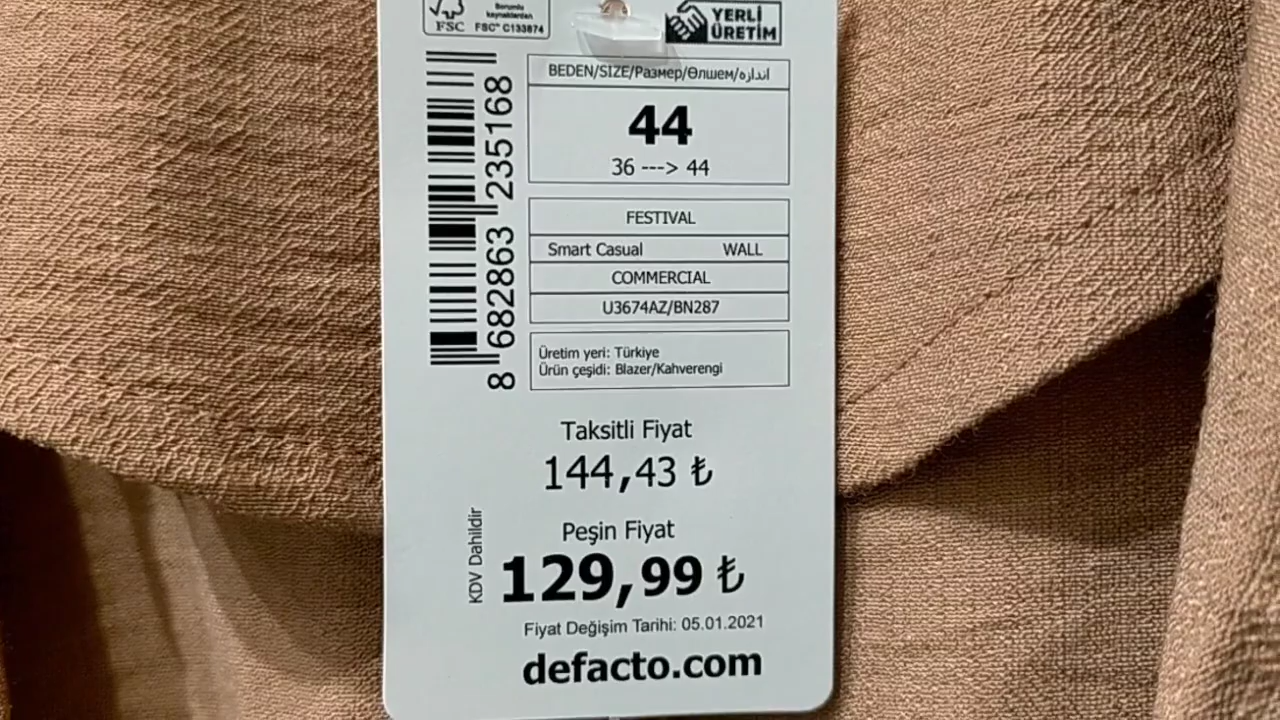 Sorumlu
kaynaklardan
FSC FSC™ C133874
YERLİ
ÜRETİM
8 682863 235168
BEDEN/SIZE/Размер/Өлшем/اندازه
44
36 ---> 44
FESTIVAL
Smart Casual WALL
COMMERCIAL
U3674AZ/BN287
Üretim yeri: Türkiye
Ürün çeşidi: Blazer/Kahverengi
Taksitli Fiyat
144,43 ₺
Peşin Fiyat
KDV Dahildir
129,99 ₺
Fiyat Değişim Tarihi: 05.01.2021
defacto.com